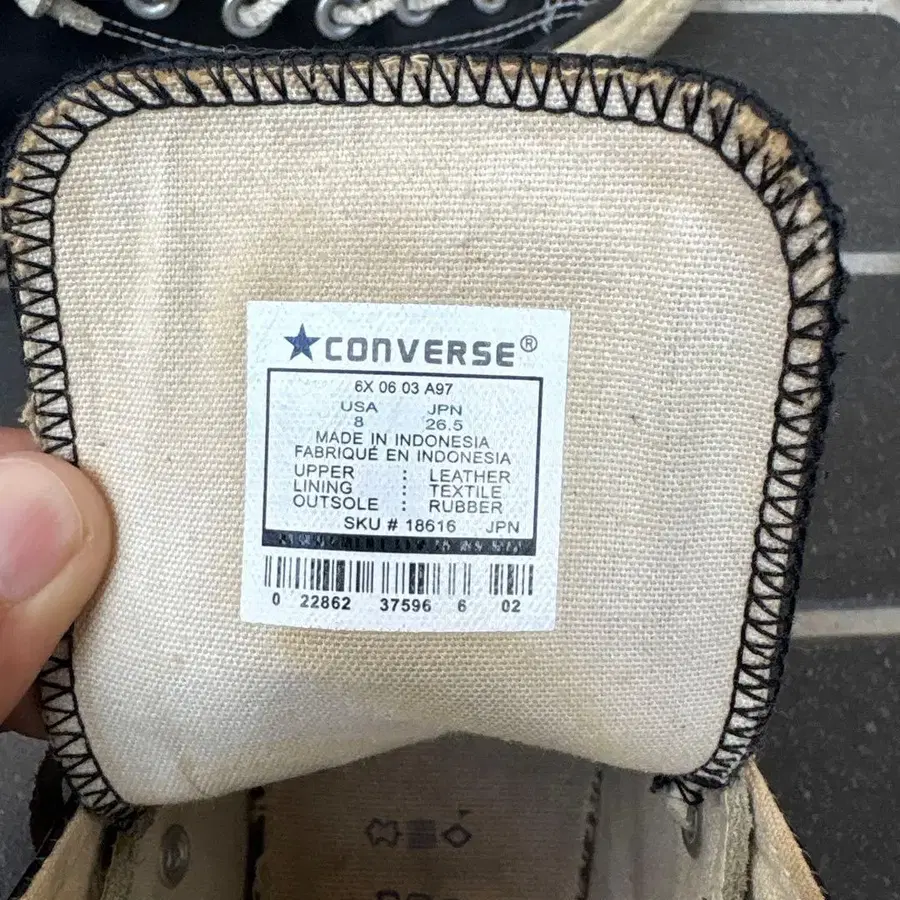 CONVERSE®
6X 06 03 A97
USA JPN
8 26.5
MADE IN INDONESIA
FABRIQUÉ EN INDONESIA
UPPER : LEATHER
LINING : TEXTILE
OUTSOLE : RUBBER
SKU # 18616 JPN
0 22862 37596 6 02